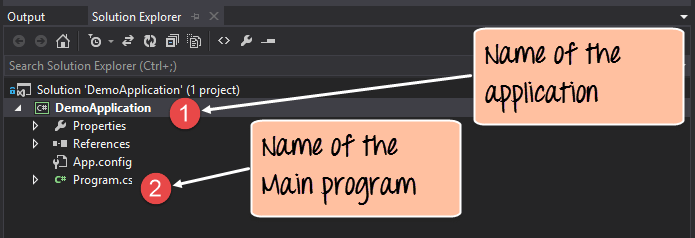 Output Solution Explorer
Search Solution Explorer (Ctrl+;)
Solution 'DemoApplication' (1 project)
C# DemoApplication
1
Name of the
application
Properties
References
App.config
C# Program.cs
2
Name of the
Main program